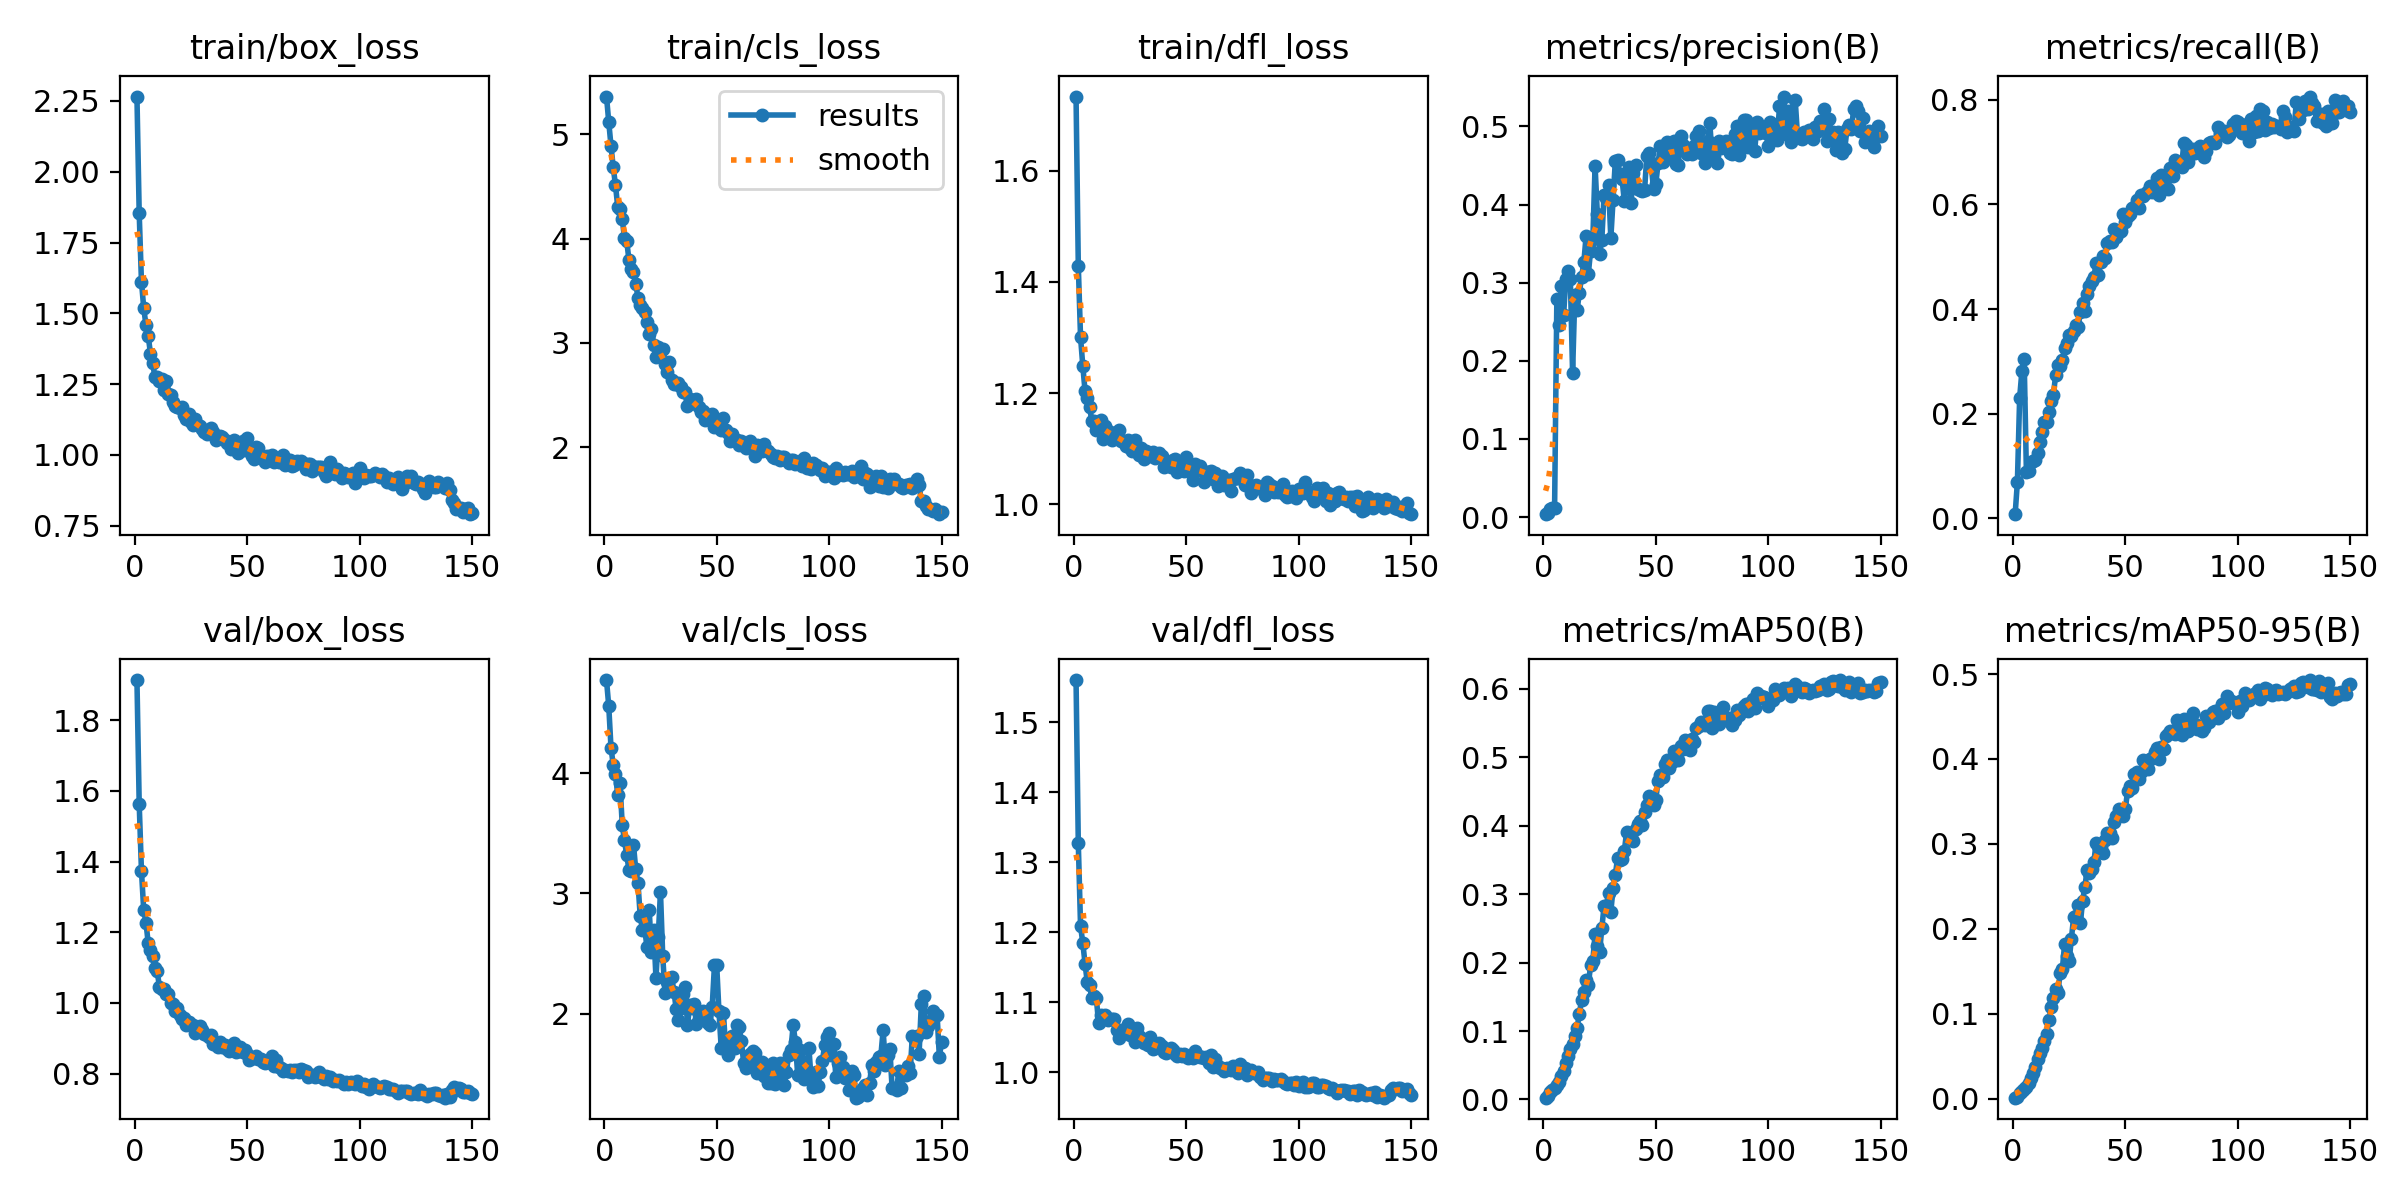 train/box_loss
2.25
2.00
1.75
1.50
1.25
1.00
0.75
0 50 100 150
train/cls_loss
results
smooth
5
4
3
2
0 50 100 150
train/dfl_loss
1.6
1.4
1.2
1.0
0 50 100 150
metrics/precision(B)
0.5
0.4
0.3
0.2
0.1
0.0
0 50 100 150
metrics/recall(B)
0.8
0.6
0.4
0.2
0.0
0 50 100 150
val/box_loss
1.8
1.6
1.4
1.2
1.0
0.8
0 50 100 150
val/cls_loss
4
3
2
0 50 100 150
val/dfl_loss
1.5
1.4
1.3
1.2
1.1
1.0
0 50 100 150
metrics/mAP50(B)
0.6
0.5
0.4
0.3
0.2
0.1
0.0
0 50 100 150
metrics/mAP50-95(B)
0.5
0.4
0.3
0.2
0.1
0.0
0 50 100 150